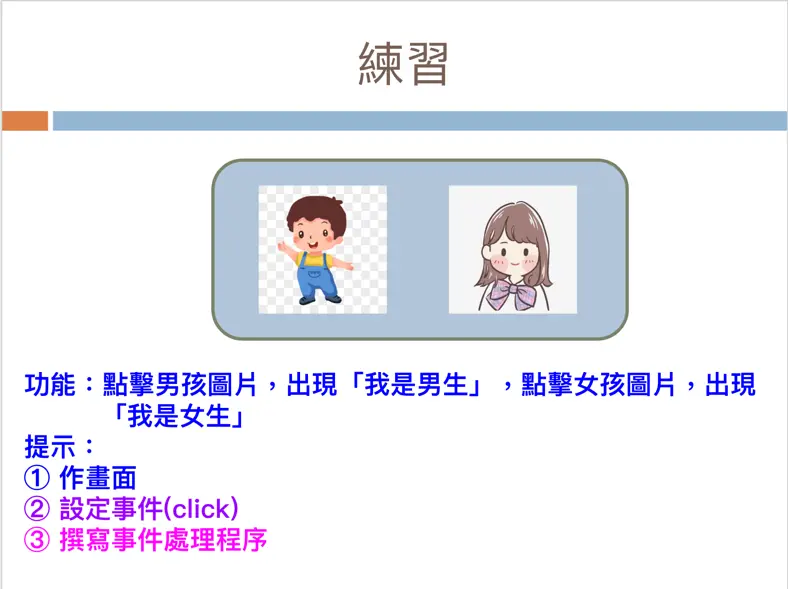 練習
功能：點擊男孩圖片，出現「我是男生」，點擊女孩圖片，出現
「我是女生」
提示：
① 作畫面
② 設定事件(click)
③ 撰寫事件處理程序